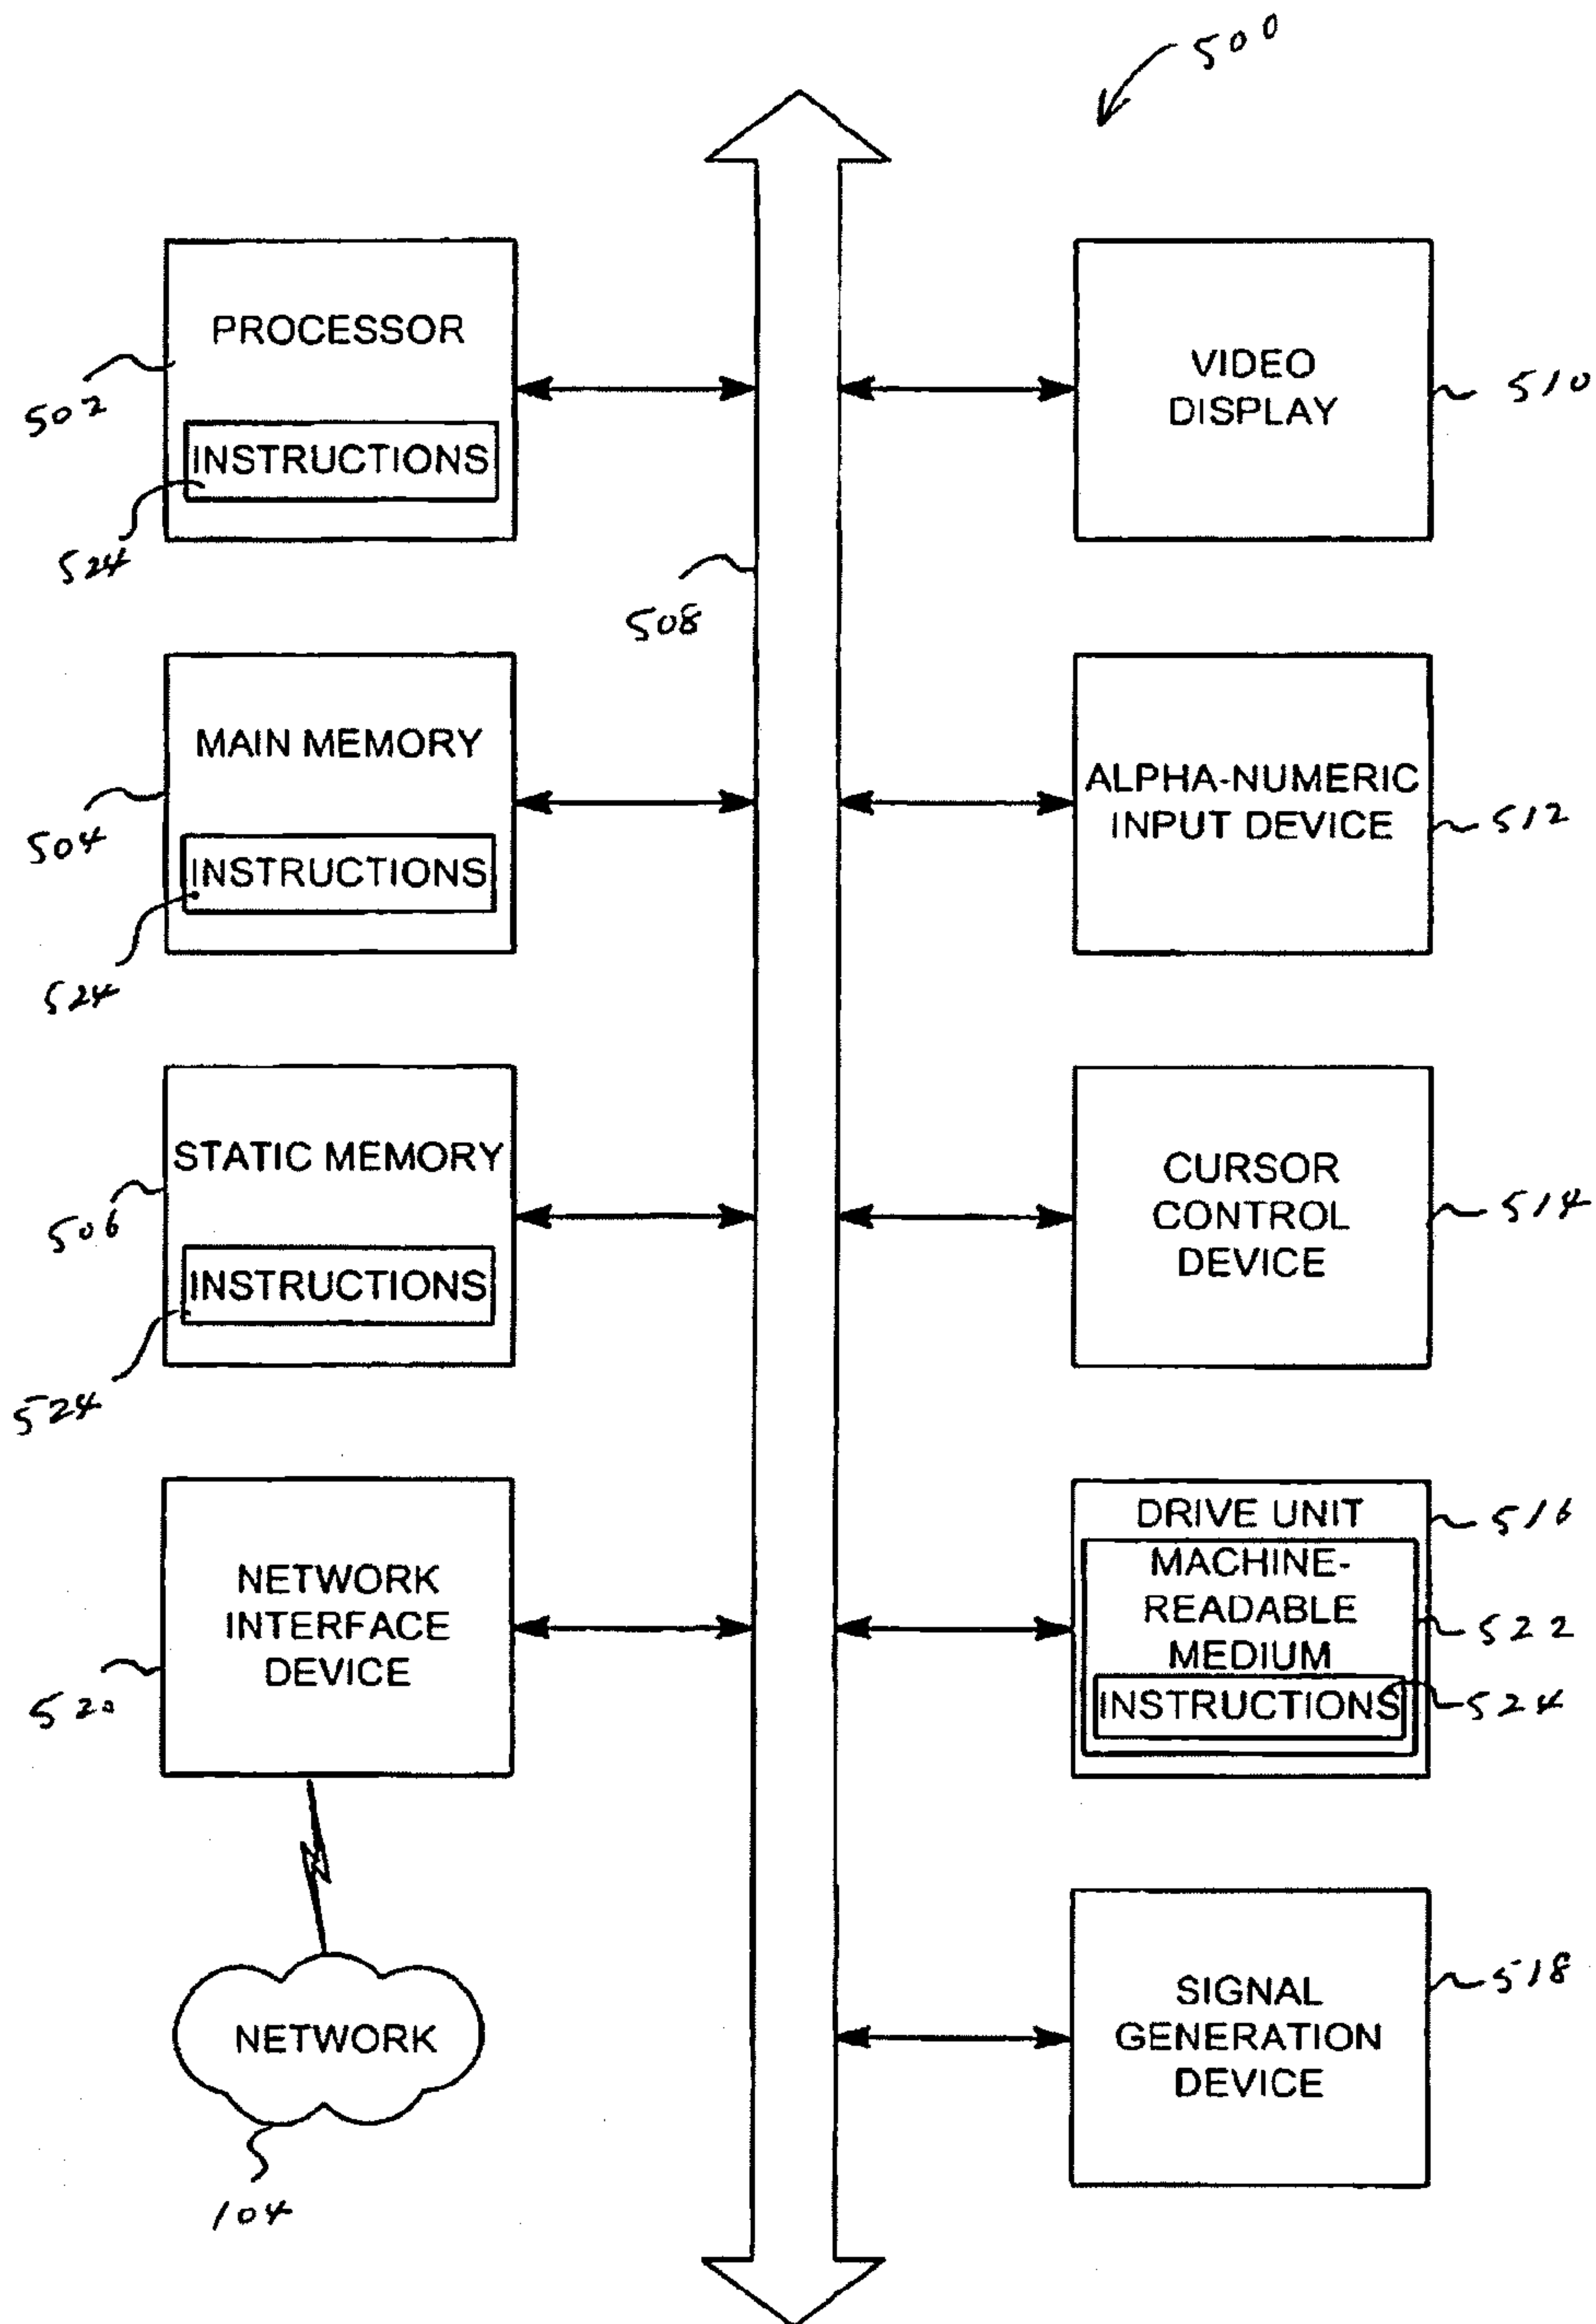 500
PROCESSOR
502
INSTRUCTIONS
524
508
MAIN MEMORY
504
INSTRUCTIONS
524
STATIC MEMORY
506
INSTRUCTIONS
524
NETWORK
INTERFACE
DEVICE
520
NETWORK
104
VIDEO
DISPLAY
510
ALPHA-NUMERIC
INPUT DEVICE
512
CURSOR
CONTROL
DEVICE
514
DRIVE UNIT
516
MACHINE-
READABLE
MEDIUM
522
INSTRUCTIONS
524
SIGNAL
GENERATION
DEVICE
518